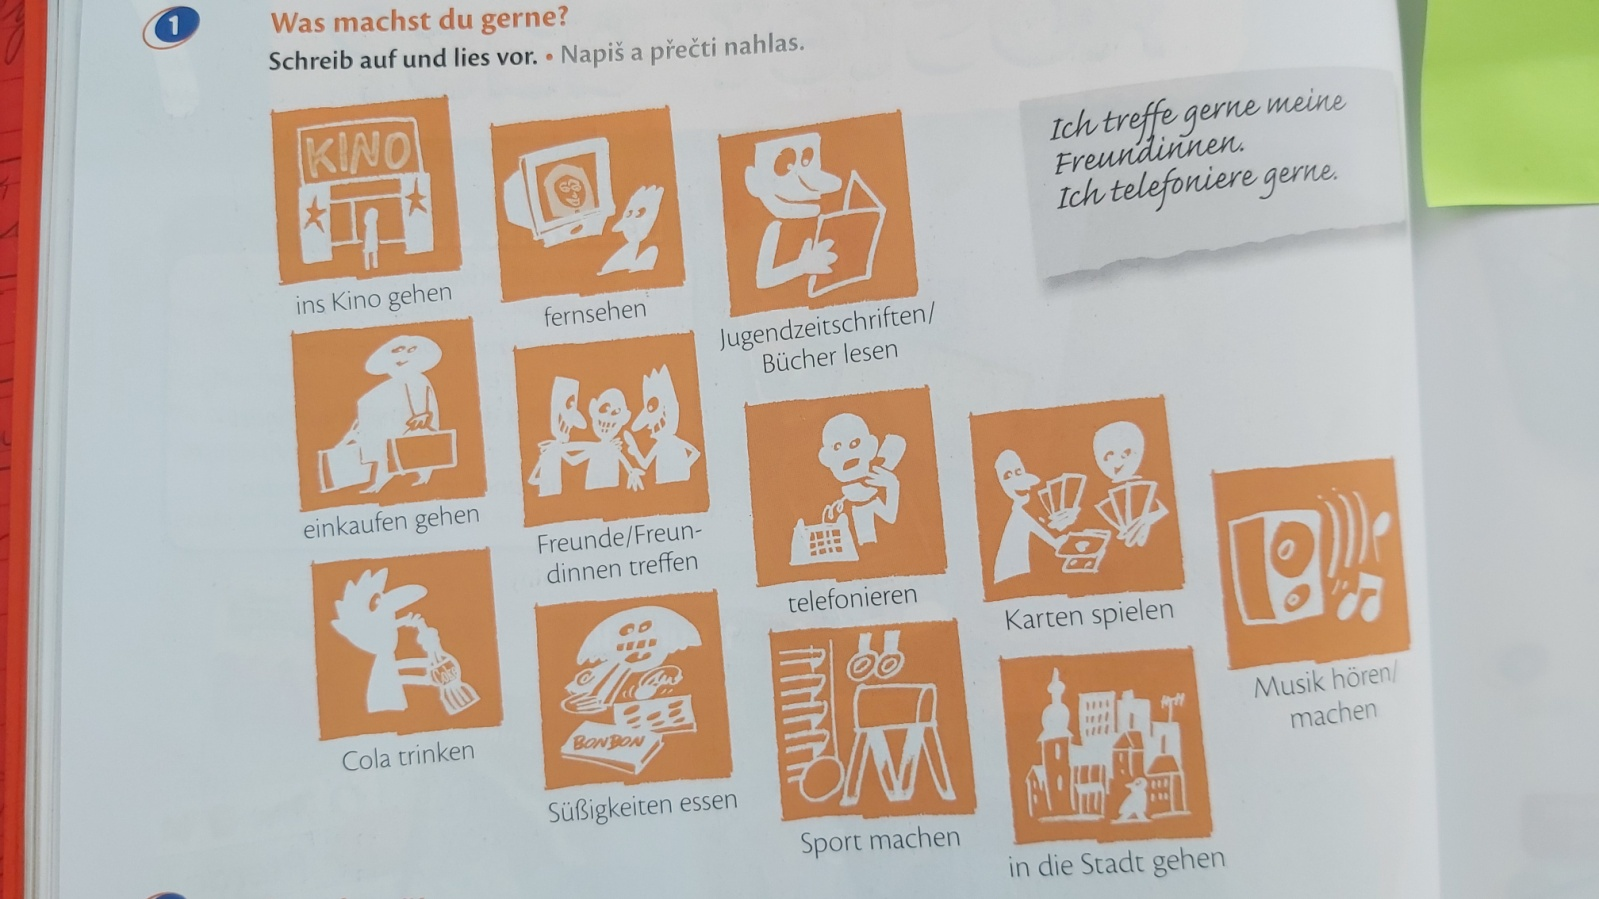 1
Was machst du gerne?
Schreib auf und lies vor. • Napiš a přečti nahlas.
Ich treffe gerne meine
Freundinnen.
Ich telefoniere gerne.
KINO
ins Kino gehen
fernsehen
Jugendzeitschriften/
Bücher lesen
einkaufen gehen
Freunde/Freun-
dinnen treffen
telefonieren
Karten spielen
Musik hören/
machen
Cola trinken
BONBON
Süßigkeiten essen
Sport machen
in die Stadt gehen